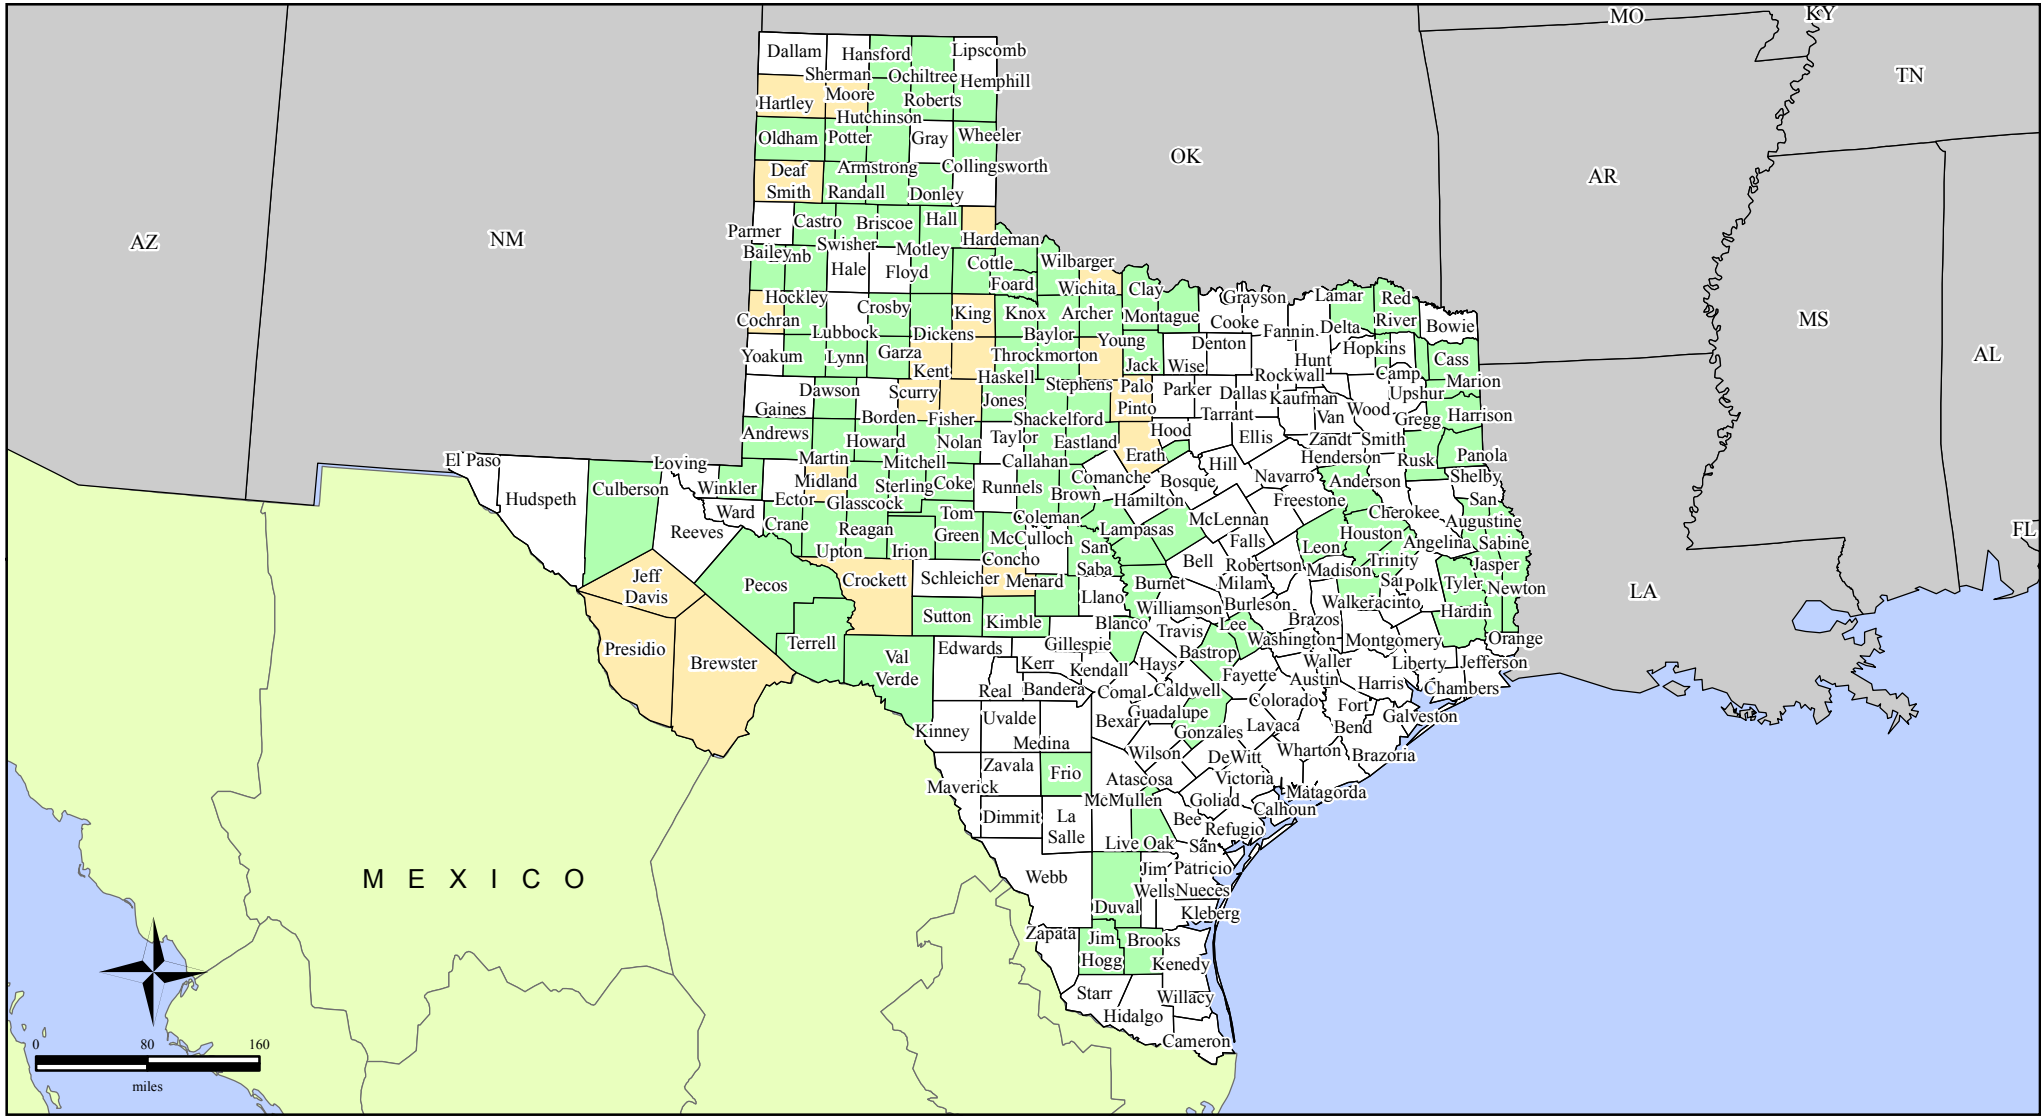 MO
KY
TN
AZ
NM
OK
AR
MS
AL
LA
FL
Dallam
Hansford
Lipscomb
Sherman
Ochiltree
Hemphill
Hartley
Moore
Roberts
Hutchinson
Oldham
Potter
Gray
Wheeler
Deaf
Smith
Armstrong
Collingsworth
Randall
Donley
Parmer
Castro
Briscoe
Hall
Swisher
Motley
Hardeman
Bailey
Hale
Floyd
Cottle
Wilbarger
Foard
Wichita
Clay
Hockley
Crosby
King
Knox
Archer
Montague
Grayson
Cooke
Lamar
Red
River
Bowie
Cochran
Lubbock
Dickens
Baylor
Young
Fannin
Delta
Yoakum
Lynn
Garza
Throckmorton
Jack
Wise
Denton
Hunt
Hopkins
Cass
Kent
Haskell
Stephens
Palo
Pinto
Parker
Dallas
Rockwall
Kaufman
Camp
Marion
Upshur
Gaines
Dawson
Borden
Scurry
Fisher
Jones
Shackelford
Tarrant
Van
Zandt
Wood
Gregg
Harrison
Andrews
Howard
Nolan
Taylor
Eastland
Hood
Ellis
Smith
Martin
Mitchell
Callahan
Erath
Hill
Navarro
Henderson
Rusk
Panola
El Paso
Hudspeth
Culberson
Loving
Winkler
Ector
Midland
Glasscock
Sterling
Coke
Runnels
Brown
Comanche
Hamilton
Bosque
Freestone
Anderson
Shelby
Ward
Reeves
Crane
Upton
Reagan
Irion
Tom
Green
Coleman
McCulloch
Concho
Lampasas
McLennan
Falls
Cherokee
San
Augustine
Jeff
Davis
Pecos
Crockett
Schleicher
Menard
San
Saba
Bell
Robertson
Leon
Houston
Angelina
Sabine
Madison
Trinity
Jasper
Burnet
Milam
Polk
Tyler
Newton
Presidio
Brewster
Terrell
Sutton
Kimble
Llano
Williamson
Burleson
Walker
Jacinto
Hardin
Brazos
Val
Verde
Edwards
Gillespie
Blanco
Travis
Lee
Washington
Montgomery
Orange
Kerr
Kendall
Hays
Bastrop
Waller
Liberty
Jefferson
Real
Bandera
Comal
Caldwell
Fayette
Austin
Harris
Chambers
Kinney
Uvalde
Medina
Bexar
Guadalupe
Gonzales
Colorado
Lavaca
Fort
Bend
Galveston
Maverick
Zavala
Frio
Wilson
Atascosa
DeWitt
Wharton
Brazoria
Victoria
Dimmit
La
Salle
McMullen
Live Oak
Bee
Goliad
Refugio
Calhoun
Matagorda
Webb
Duval
Jim
Wells
San
Patricio
Nueces
Kleberg
Zapata
Jim
Hogg
Brooks
Kenedy
Starr
Hidalgo
Willacy
Cameron
MEXICO
0 80 160
miles